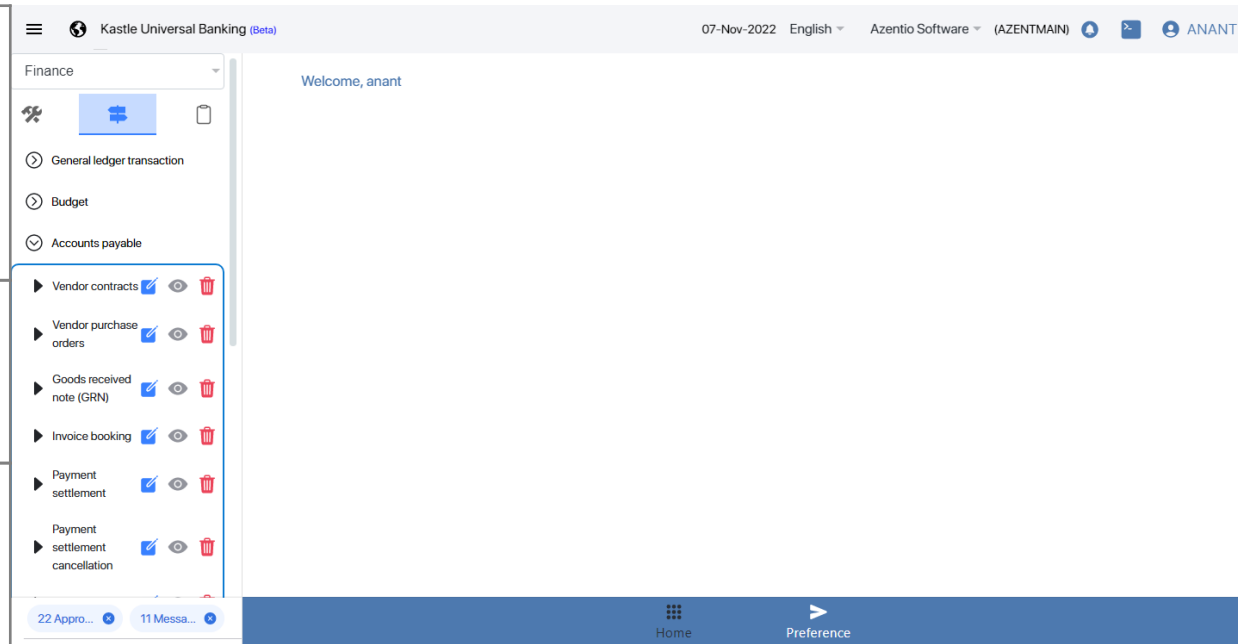 Kastle Universal Banking (Beta)
07-Nov-2022 English Azentio Software (AZENTMAIN) ANANT
Finance
Welcome, anant
General ledger transaction
Budget
Accounts payable
Vendor contracts
Vendor purchase
orders
Goods received
note (GRN)
Invoice booking
Payment
settlement
Payment
settlement
cancellation
22 Appro...
11 Messa...
Home
Preference